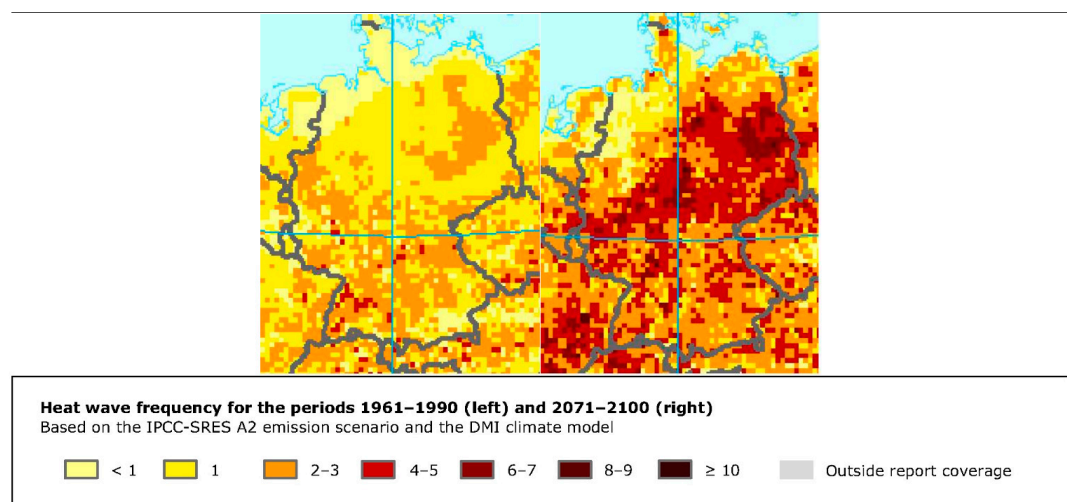 Heat wave frequency for the periods 1961–1990 (left) and 2071–2100 (right)
Based on the IPCC-SRES A2 emission scenario and the DMI climate model
< 1 1 2–3 4–5 6–7 8–9 ≥ 10 Outside report coverage